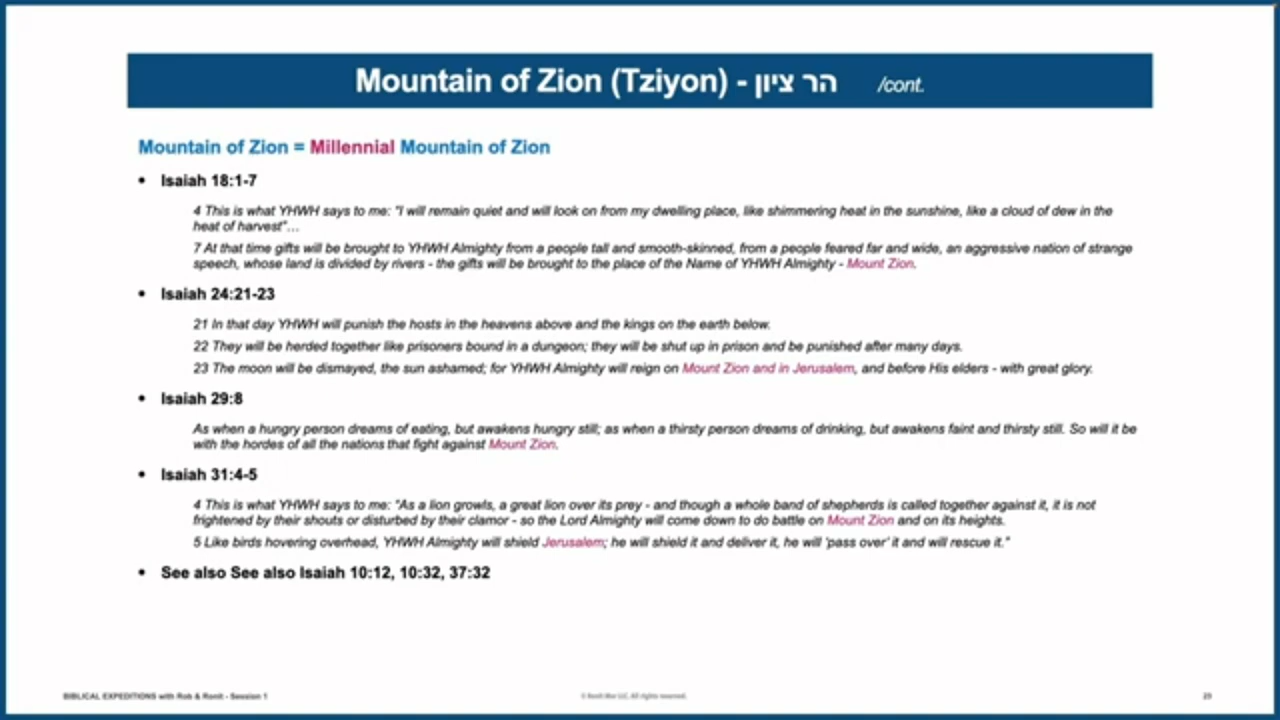 Mountain of Zion (Tziyon) - הר ציון /cont.
Mountain of Zion = Millennial Mountain of Zion
• Isaiah 18:1-7
4 This is what YHWH says to me: "I will remain quiet and will look on from my dwelling place, like shimmering heat in the sunshine, like a cloud of dew in the
heat of harvest"…
7 At that time gifts will be brought to YHWH Almighty from a people tall and smooth-skinned, from a people feared far and wide, an aggressive nation of strange
speech, whose land is divided by rivers - the gifts will be brought to the place of the Name of YHWH Almighty - Mount Zion.
• Isaiah 24:21-23
21 In that day YHWH will punish the hosts in the heavens above and the kings on the earth below.
22 They will be herded together like prisoners bound in a dungeon; they will be shut up in prison and be punished after many days.
23 The moon will be dismayed, the sun ashamed; for YHWH Almighty will reign on Mount Zion and in Jerusalem, and before His elders - with great glory.
• Isaiah 29:8
As when a hungry person dreams of eating, but awakens hungry still; as when a thirsty person dreams of drinking, but awakens faint and thirsty still. So will it be
with the hordes of all the nations that fight against Mount Zion.
• Isaiah 31:4-5
4 This is what YHWH says to me: "As a lion growls, a great lion over its prey - and though a whole band of shepherds is called together against it, it is not
frightened by their shouts or disturbed by their clamor - so the Lord Almighty will come down to do battle on Mount Zion and on its heights.
5 Like birds hovering overhead, YHWH Almighty will shield Jerusalem; he will shield it and deliver it, he will 'pass over' it and will rescue it."
• See also See also Isaiah 10:12, 10:32, 37:32
BIBLICAL EXPEDITIONS with Rob & Ronit - Session 1
© Ronit Mor LLC. All rights reserved.
23